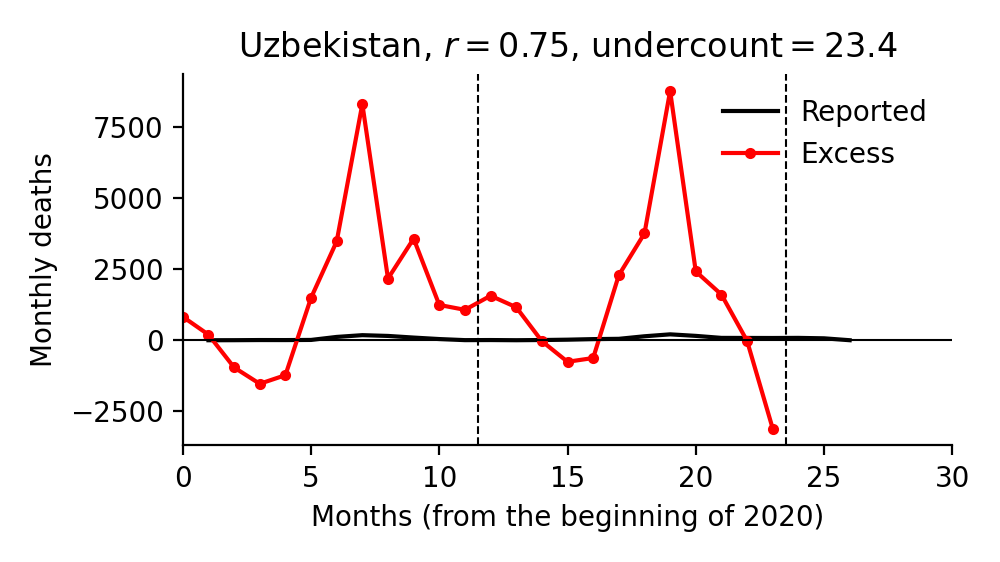 Uzbekistan, r = 0.75, undercount = 23.4
Reported
Excess
Monthly deaths
7500
5000
2500
0
−2500
0 5 10 15 20 25 30
Months (from the beginning of 2020)